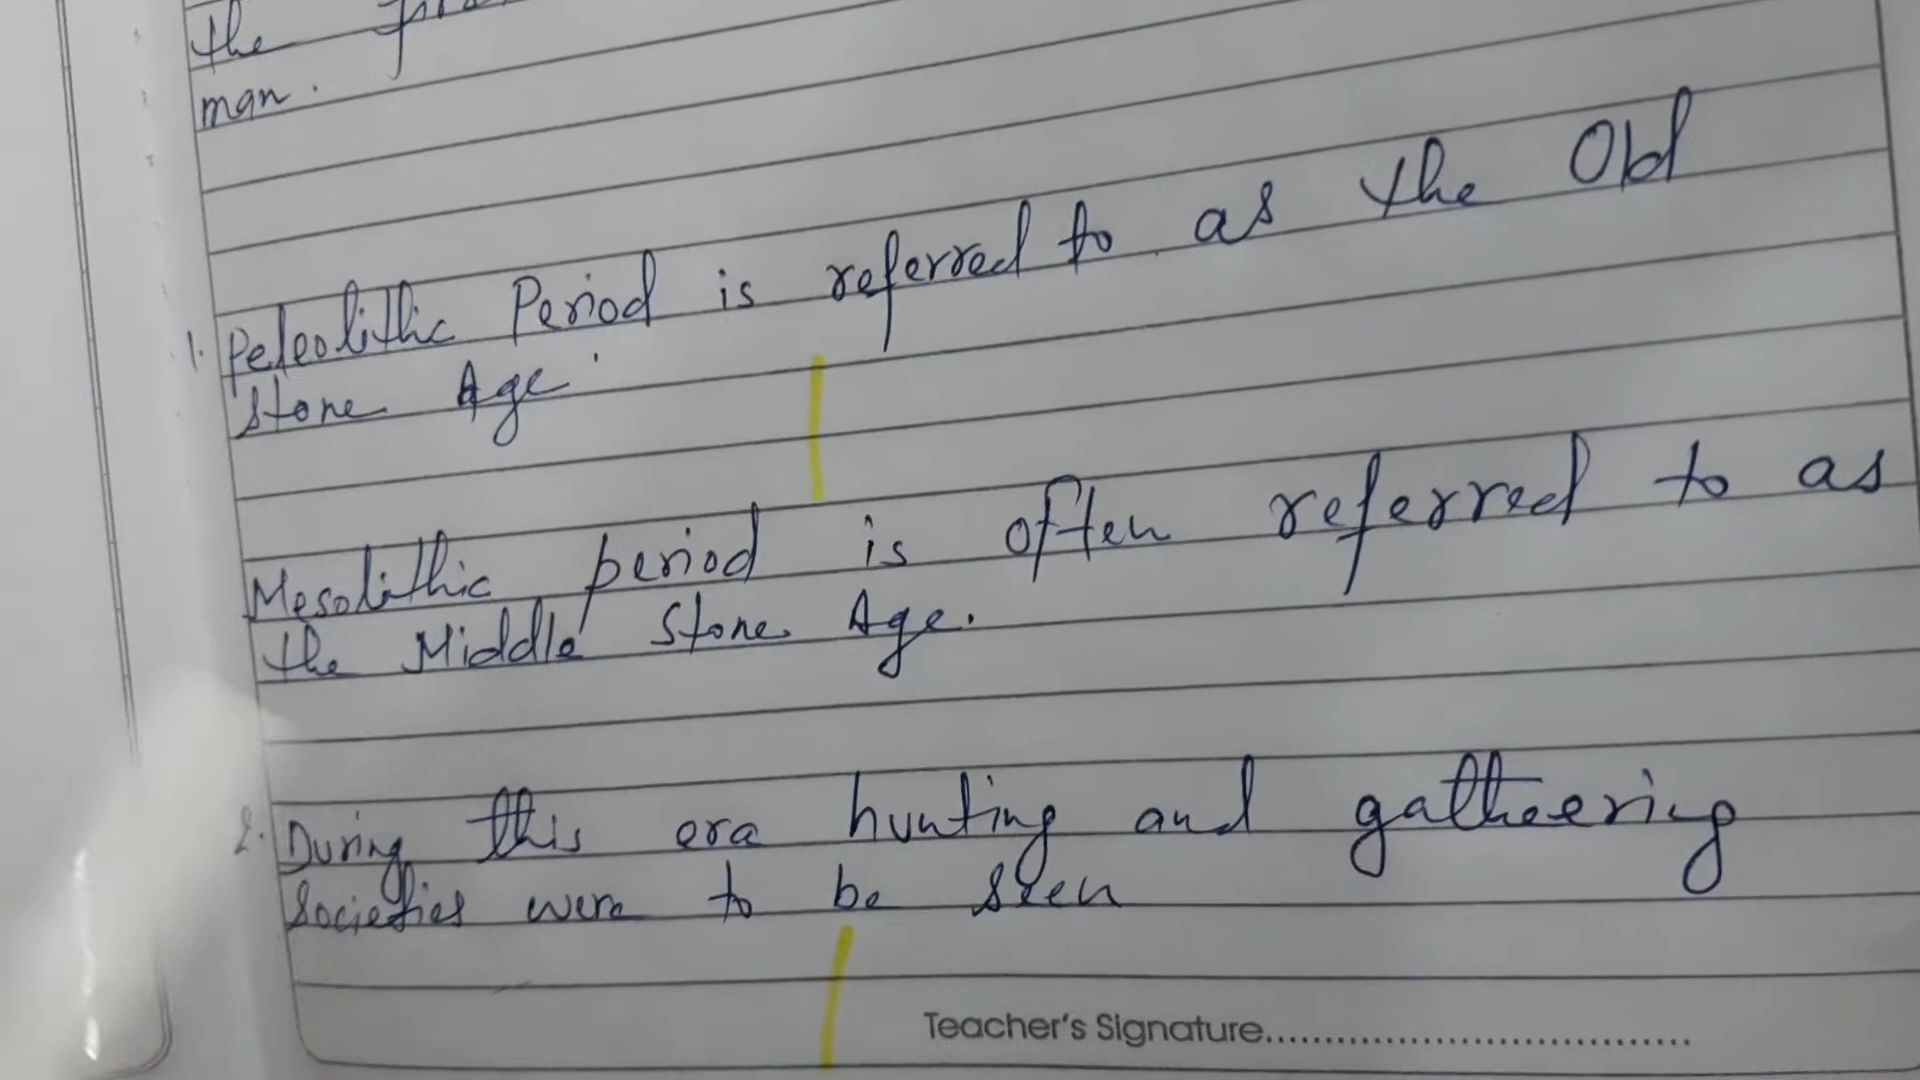 the
man.
1. Peleolithic Period is referred to as the Old
Stone Age.
Mesolithic period is often referred to as
the Middle Stone Age.
2. During this era hunting and gatheering
Societies were to be seen
Teacher's Signature..................................